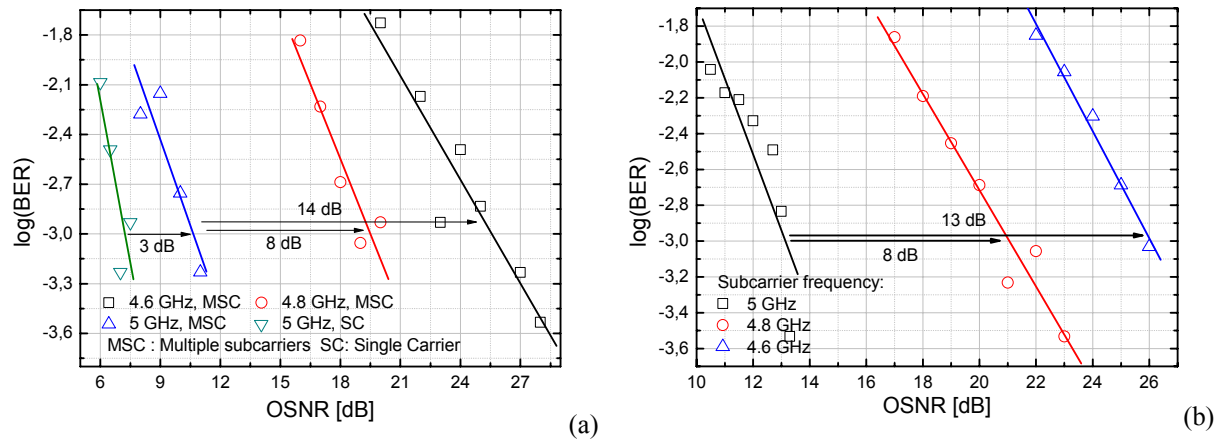 -1.8
-2.1
-2.4
-2.7
-3.0
-3.3
-3.6
log(BER)
14 dB
3 dB
8 dB
4.6 GHz, MSC 4.8 GHz, MSC
5 GHz, MSC 5 GHz, SC
MSC : Multiple subcarriers SC: Single Carrier
6 9 12 15 18 21 24 27
OSNR [dB]
(a)
-1.8
-2.0
-2.2
-2.4
-2.6
-2.8
-3.0
-3.2
-3.4
-3.6
log(BER)
13 dB
8 dB
Subcarrier frequency:
5 GHz
4.8 GHz
4.6 GHz
10 12 14 16 18 20 22 24 26
OSNR [dB]
(b)